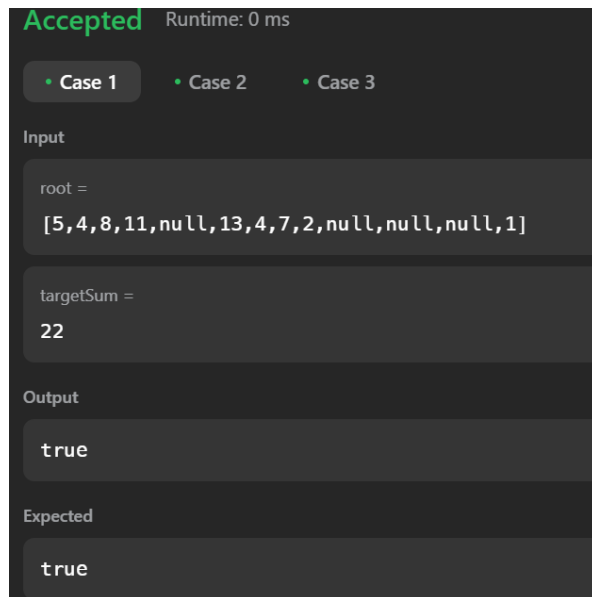 Accepted Runtime: 0 ms
• Case 1 • Case 2 • Case 3
Input
root =
[5,4,8,11,null,13,4,7,2,null,null,null,1]
targetSum =
22
Output
true
Expected
true